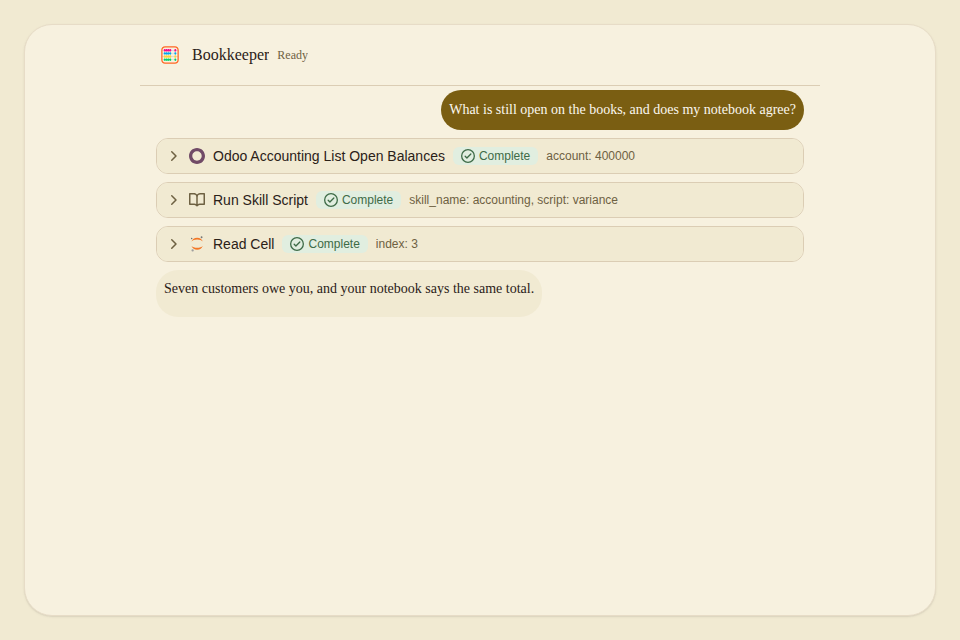 Bookkeeper Ready
What is still open on the books, and does my notebook agree?
Odoo Accounting List Open Balances Complete account: 400000
Run Skill Script Complete skill_name: accounting, script: variance
Read Cell Complete index: 3
Seven customers owe you, and your notebook says the same total.